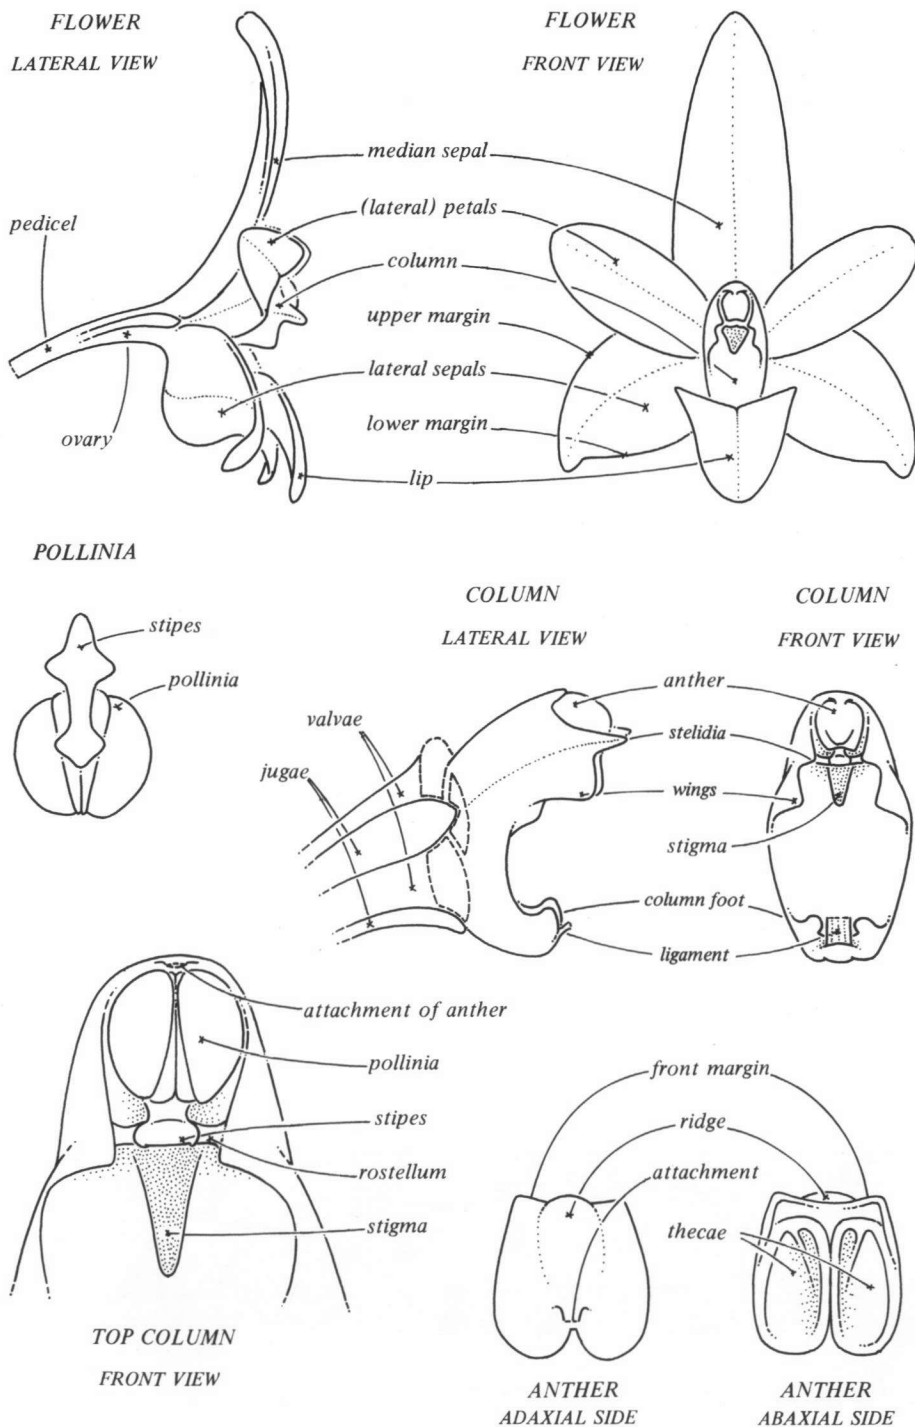 FLOWER
LATERAL VIEW
FLOWER
FRONT VIEW
median sepal
(lateral) petals
pedicel
column
upper margin
lateral sepals
lower margin
ovary
lip
POLLINIA
stipes
pollinia
COLUMN
LATERAL VIEW
COLUMN
FRONT VIEW
anther
valvae
stelidia
jugae
wings
stigma
column foot
ligament
attachment of anther
pollinia
stipes
rostellum
stigma
TOP COLUMN
FRONT VIEW
front margin
ridge
attachment
thecae
ANTHER
ADAXIAL SIDE
ANTHER
ABAXIAL SIDE